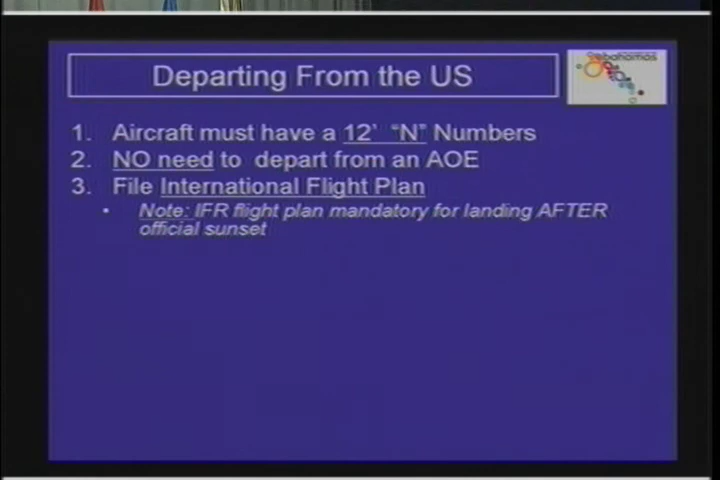 Departing From the US
bahamas
1. Aircraft must have a 12' "N" Numbers
2. NO need to depart from an AOE
3. File International Flight Plan
• Note: IFR flight plan mandatory for landing AFTER
official sunset